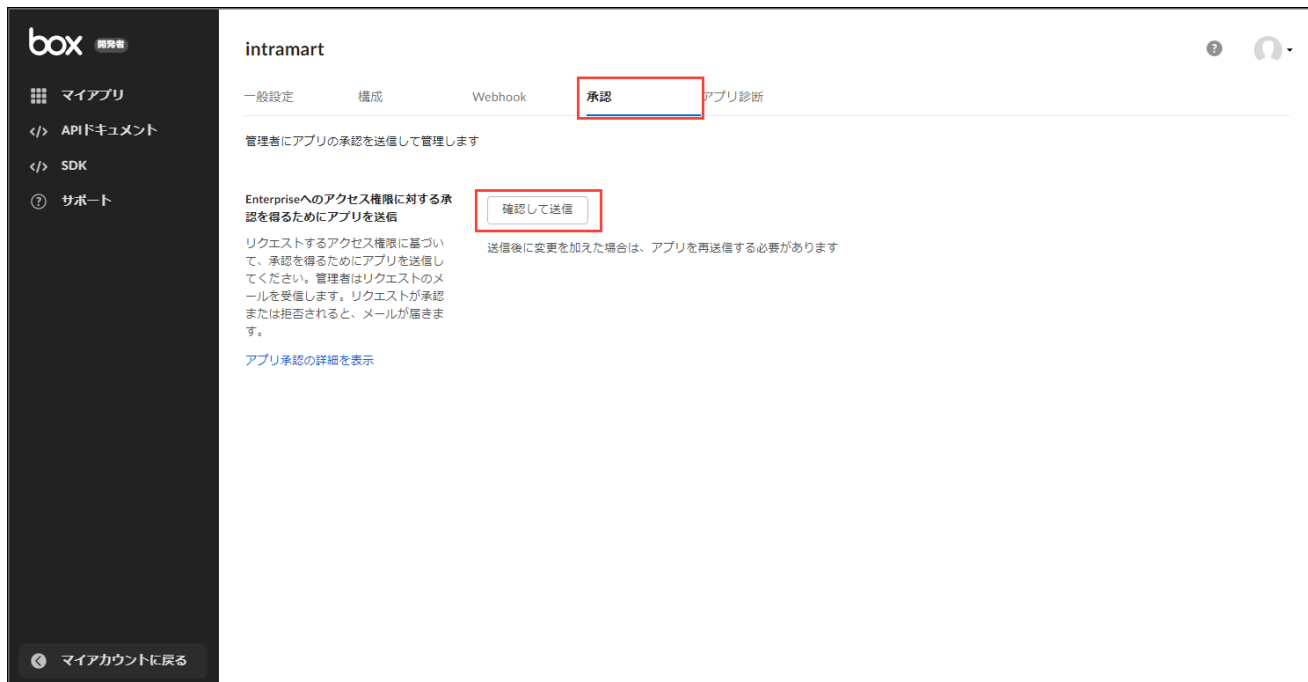 box 開発者
マイアプリ
APIドキュメント
SDK
サポート
マイアカウントに戻る
intramart
一般設定 構成 Webhook 承認 アプリ診断
管理者にアプリの承認を送信して管理します
Enterpriseへのアクセス権限に対する承
認を得るためにアプリを送信
リクエストするアクセス権限に基づい
て、承認を得るためにアプリを送信し
てください。管理者はリクエストのメ
ールを受信します。リクエストが承認
または拒否されると、メールが届きま
す。
アプリ承認の詳細を表示
確認して送信
送信後に変更を加えた場合は、アプリを再送信する必要があります